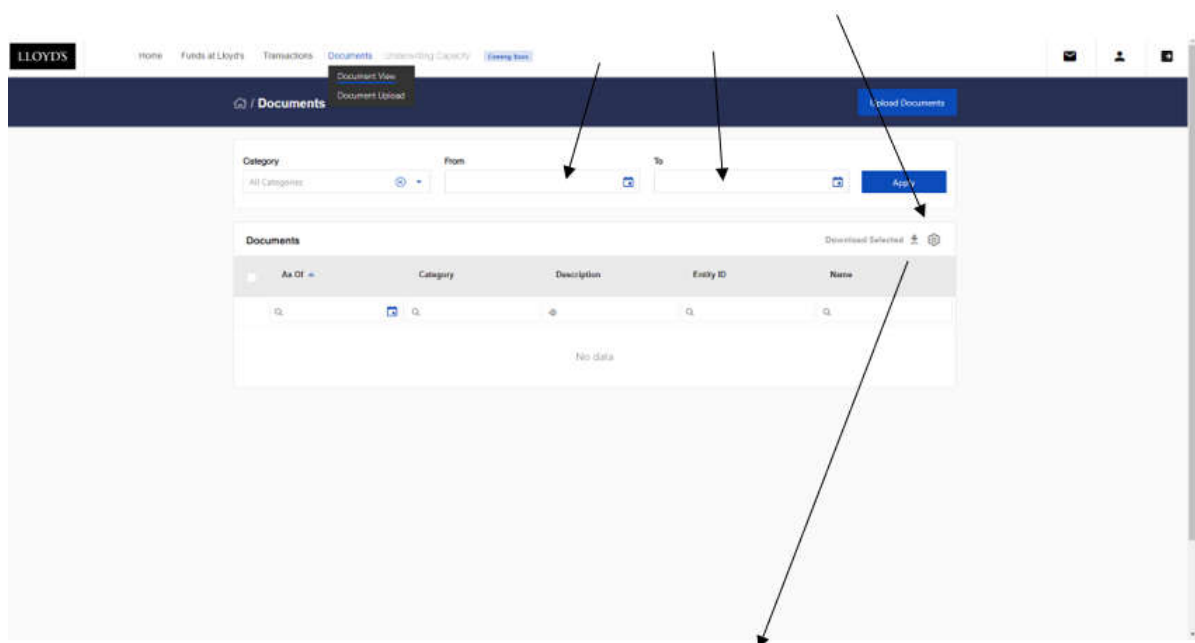 LLOYD'S
Home Funds at Lloyd's Transactions Documents Underwriting Capacity Coming Soon
Document View
Document Upload
/ Documents
Upload Documents
Category From To
All Categories
Apply
Documents
Download Selected
As Of Category Description Entity ID Name
No data